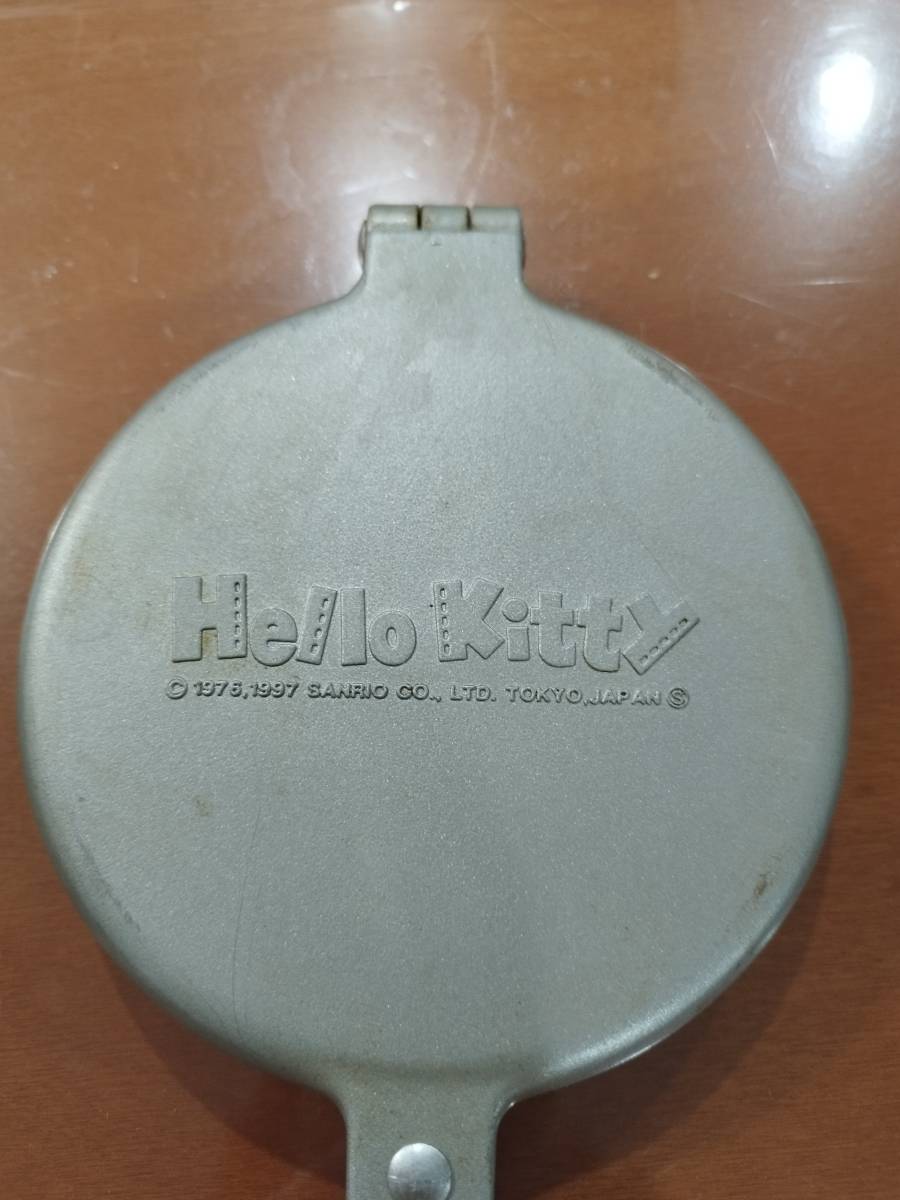 Hello Kitty
© 1976,1997 SANRIO CO., LTD. TOKYO,JAPAN Ⓢ